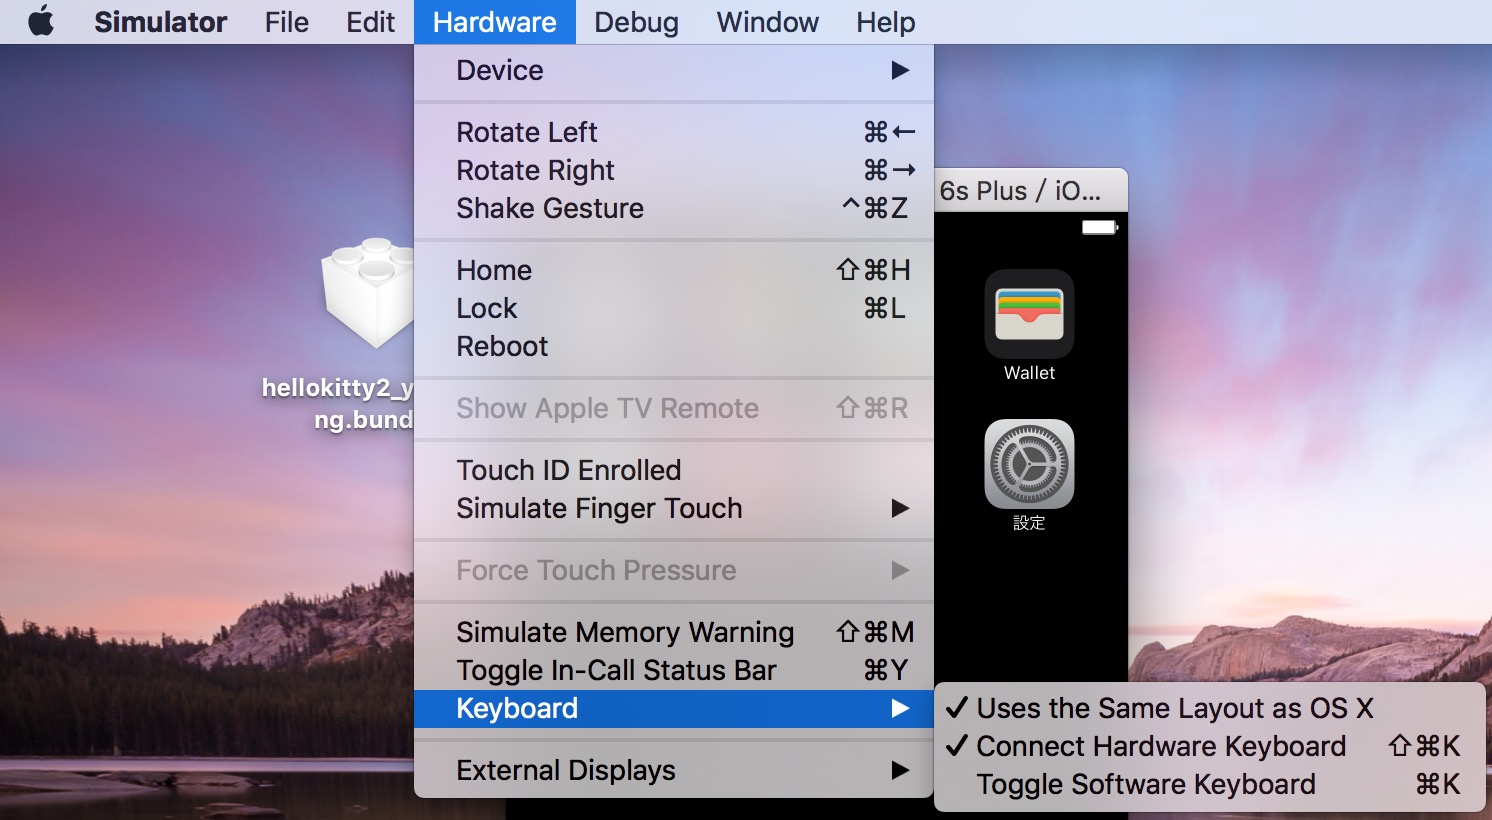 Simulator File Edit Hardware Debug Window Help
Device ▶
Rotate Left ⌘←
Rotate Right ⌘→
Shake Gesture ^⌘Z
Home ⇧⌘H
Lock ⌘L
Reboot
Show Apple TV Remote ⇧⌘R
Touch ID Enrolled
Simulate Finger Touch ▶
Force Touch Pressure ▶
Simulate Memory Warning ⇧⌘M
Toggle In-Call Status Bar ⌘Y
Keyboard ▶
External Displays ▶
✓ Uses the Same Layout as OS X
✓ Connect Hardware Keyboard ⇧⌘K
Toggle Software Keyboard ⌘K
6s Plus / iO...
Wallet
設定
hellokitty2_y
ng.bund